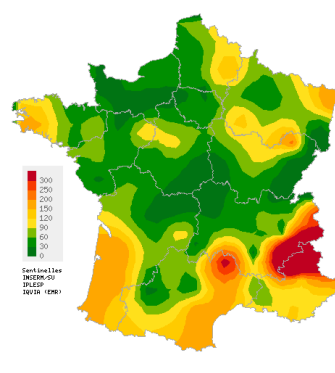 300
250
200
150
120
90
60
30
0
Sentinelles
INSERM/SU
IPLESP
IQVIA (EMR)